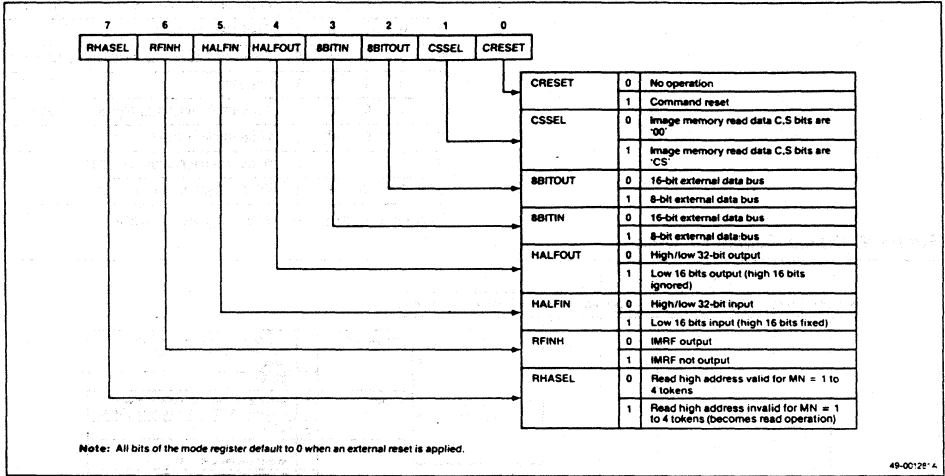 7 6 5 4 3 2 1 0
RHASEL RFINH HALFIN HALFOUT 8BITIN 8BITOUT CSSEL CRESET
CRESET 0 No operation
1 Command reset
CSSEL 0 Image memory read data C,S bits are
'00'
1 Image memory read data C,S bits are
'CS'
8BITOUT 0 16-bit external data bus
1 8-bit external data bus
8BITIN 0 16-bit external data bus
1 8-bit external data bus
HALFOUT 0 High/low 32-bit output
1 Low 16 bits output (high 16 bits
ignored)
HALFIN 0 High/low 32-bit input
1 Low 16 bits input (high 16 bits fixed)
RFINH 0 IMRF output
1 IMRF not output
RHASEL 0 Read high address valid for MN = 1 to
4 tokens
1 Read high address invalid for MN = 1
to 4 tokens (becomes read operation)
Note: All bits of the mode register default to 0 when an external reset is applied.